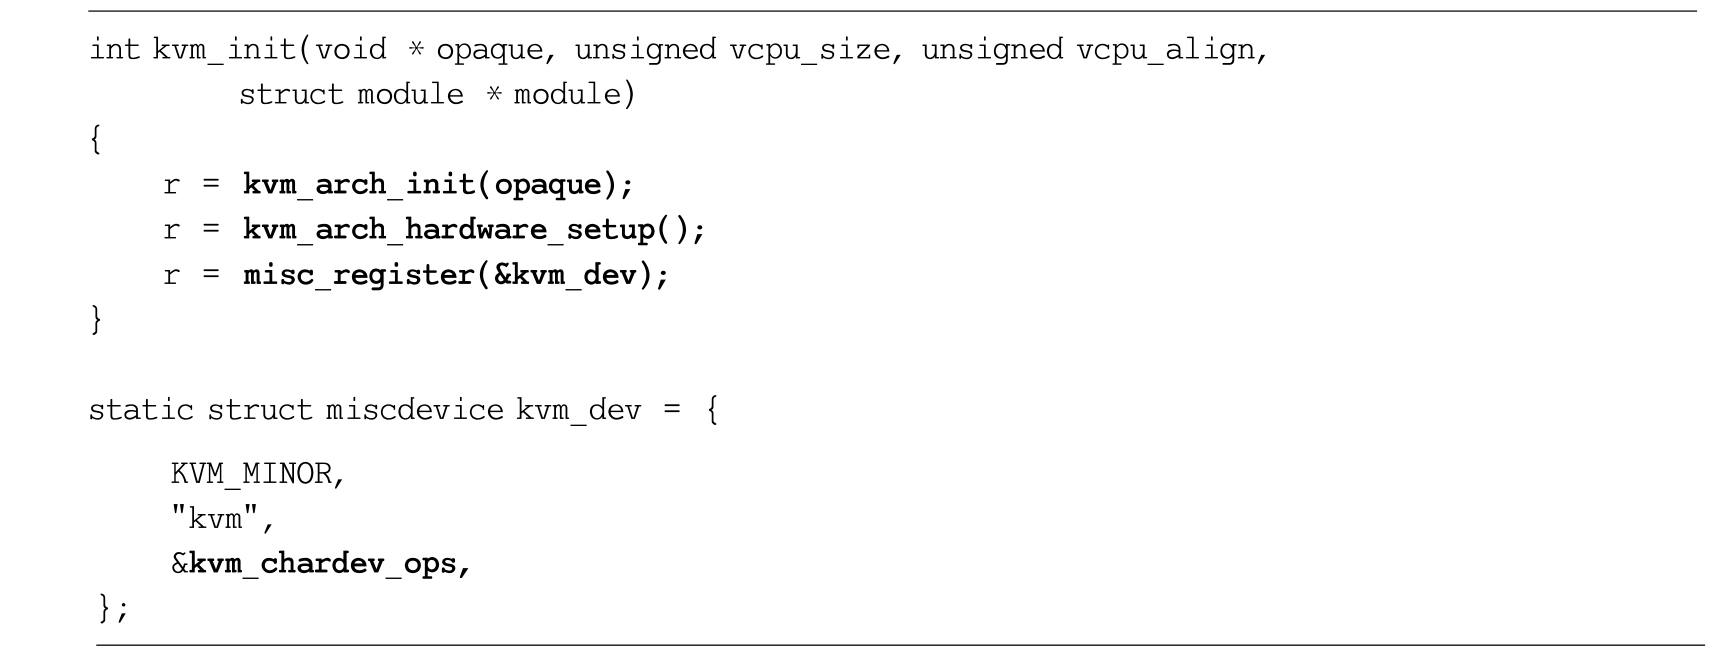 int kvm_init(void * opaque, unsigned vcpu_size, unsigned vcpu_align,
struct module * module)
{
r = kvm_arch_init(opaque);
r = kvm_arch_hardware_setup();
r = misc_register(&kvm_dev);
}
static struct miscdevice kvm_dev = {
KVM_MINOR,
"kvm",
&kvm_chardev_ops,
};